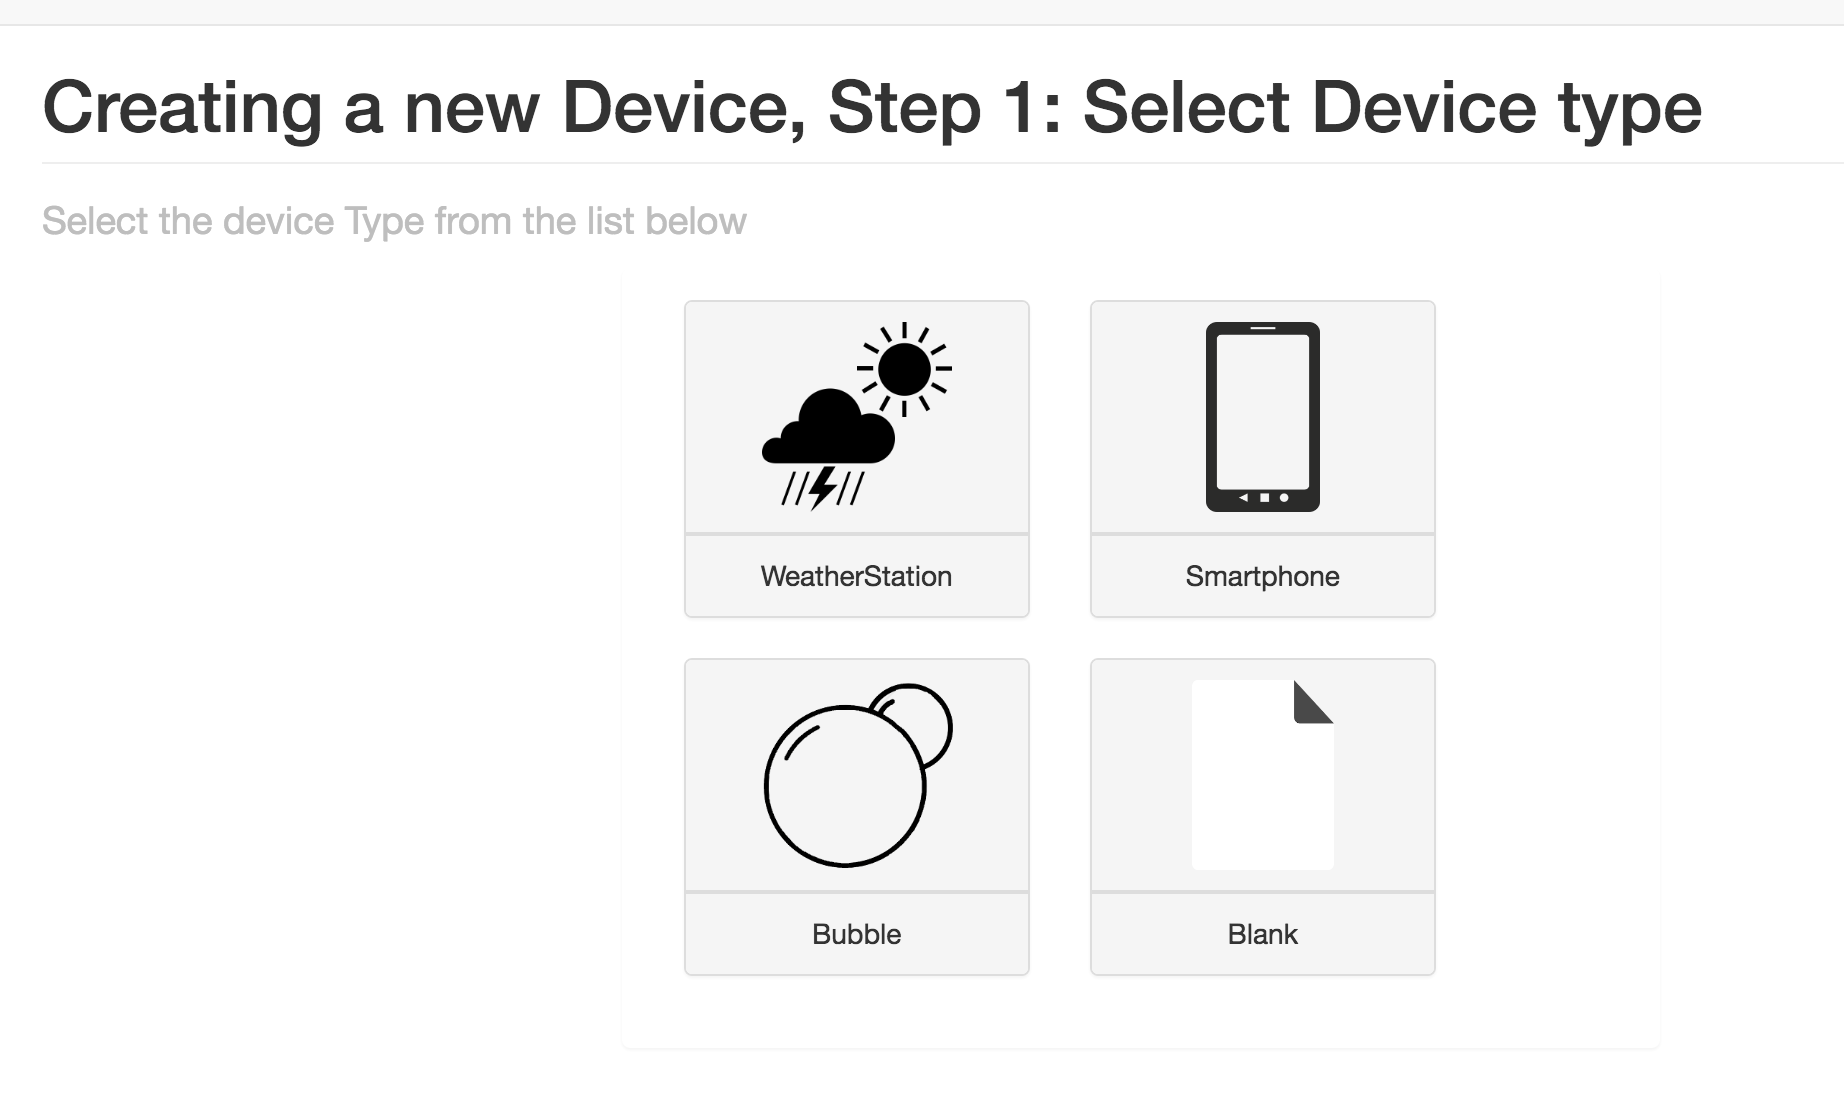 Creating a new Device, Step 1: Select Device type
Select the device Type from the list below
WeatherStation
Smartphone
Bubble
Blank